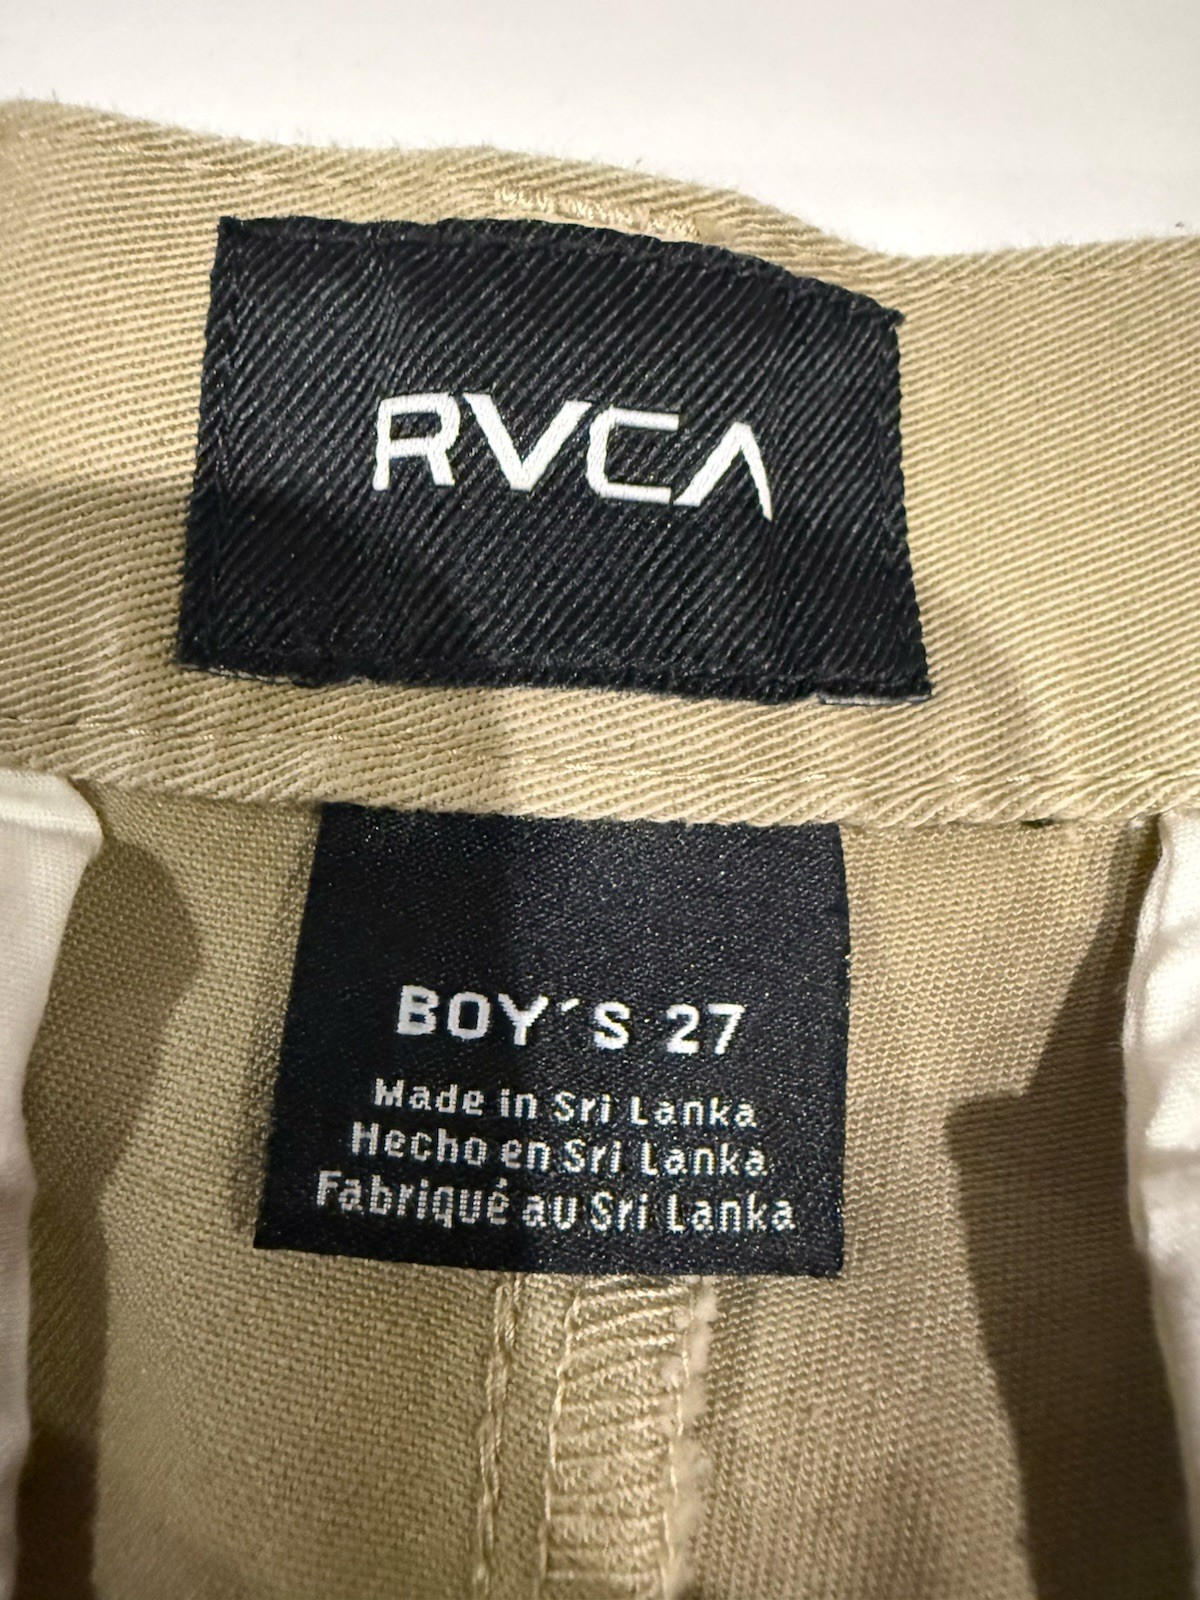 RVCA
BOY´S 27
Made in Sri Lanka
Hecho en Sri Lanka
Fabriqué au Sri Lanka